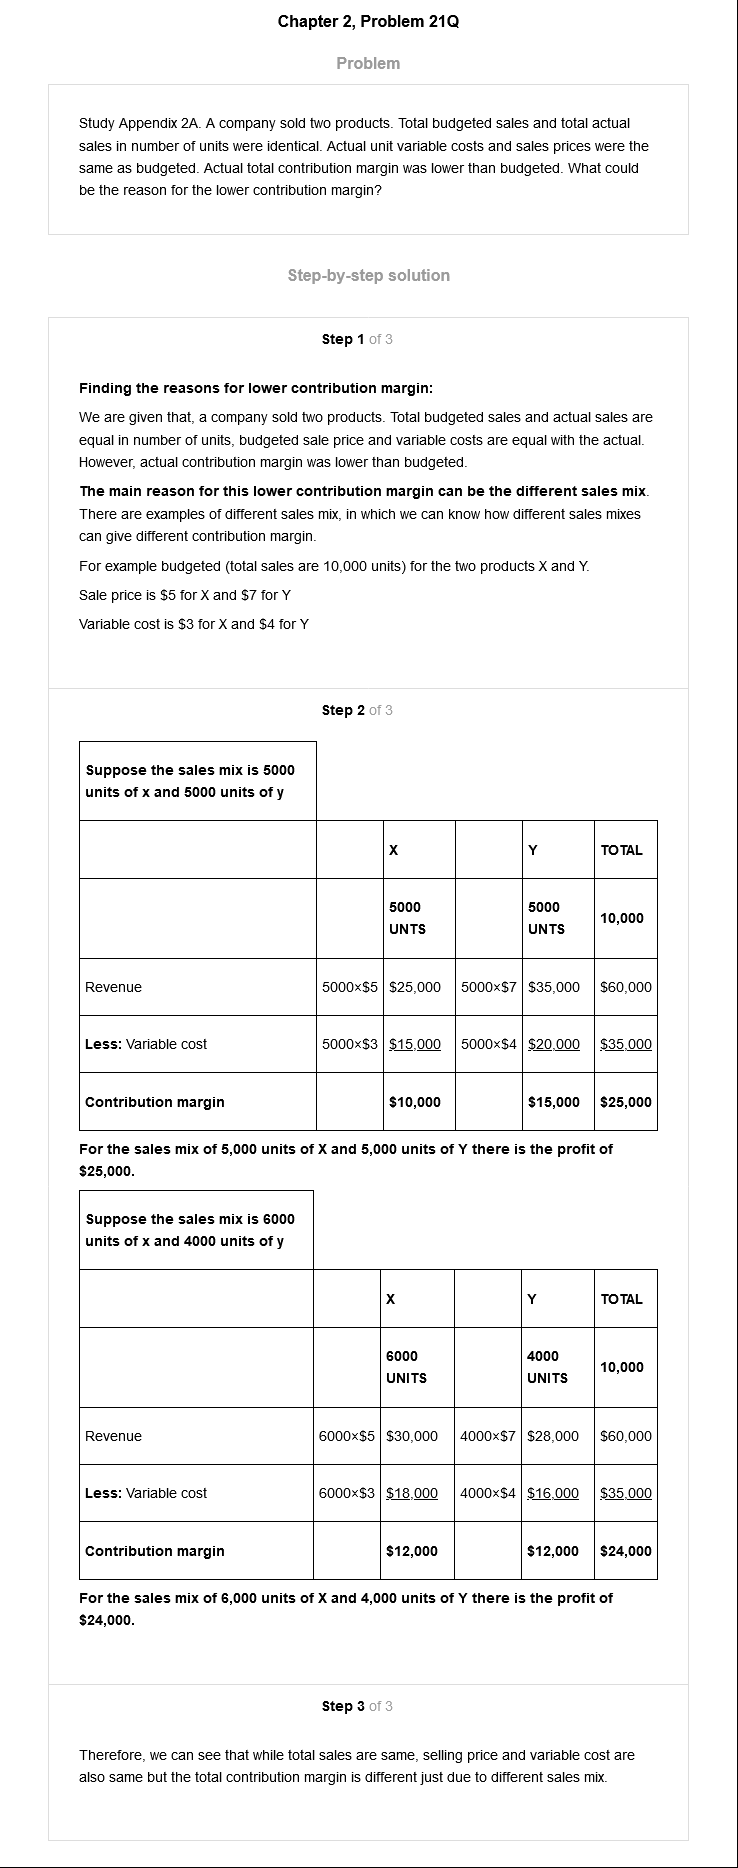 Chapter 2, Problem 21Q
Problem
Study Appendix 2A. A company sold two products. Total budgeted sales and total actual
sales in number of units were identical. Actual unit variable costs and sales prices were the
same as budgeted. Actual total contribution margin was lower than budgeted. What could
be the reason for the lower contribution margin?
Step-by-step solution
Step 1 of 3
Finding the reasons for lower contribution margin:
We are given that, a company sold two products. Total budgeted sales and actual sales are
equal in number of units, budgeted sale price and variable costs are equal with the actual.
However, actual contribution margin was lower than budgeted.
The main reason for this lower contribution margin can be the different sales mix.
There are examples of different sales mix, in which we can know how different sales mixes
can give different contribution margin.
For example budgeted (total sales are 10,000 units) for the two products X and Y.
Sale price is $5 for X and $7 for Y
Variable cost is $3 for X and $4 for Y
Step 2 of 3
Suppose the sales mix is 5000
units of x and 5000 units of y
X Y TOTAL
5000 UNTS 5000 UNTS 10,000
Revenue 5000×$5 $25,000 5000×$7 $35,000 $60,000
Less: Variable cost 5000×$3 $15,000 5000×$4 $20,000 $35,000
Contribution margin $10,000 $15,000 $25,000
For the sales mix of 5,000 units of X and 5,000 units of Y there is the profit of
$25,000.
Suppose the sales mix is 6000
units of x and 4000 units of y
X Y TOTAL
6000 UNITS 4000 UNITS 10,000
Revenue 6000×$5 $30,000 4000×$7 $28,000 $60,000
Less: Variable cost 6000×$3 $18,000 4000×$4 $16,000 $35,000
Contribution margin $12,000 $12,000 $24,000
For the sales mix of 6,000 units of X and 4,000 units of Y there is the profit of
$24,000.
Step 3 of 3
Therefore, we can see that while total sales are same, selling price and variable cost are
also same but the total contribution margin is different just due to different sales mix.